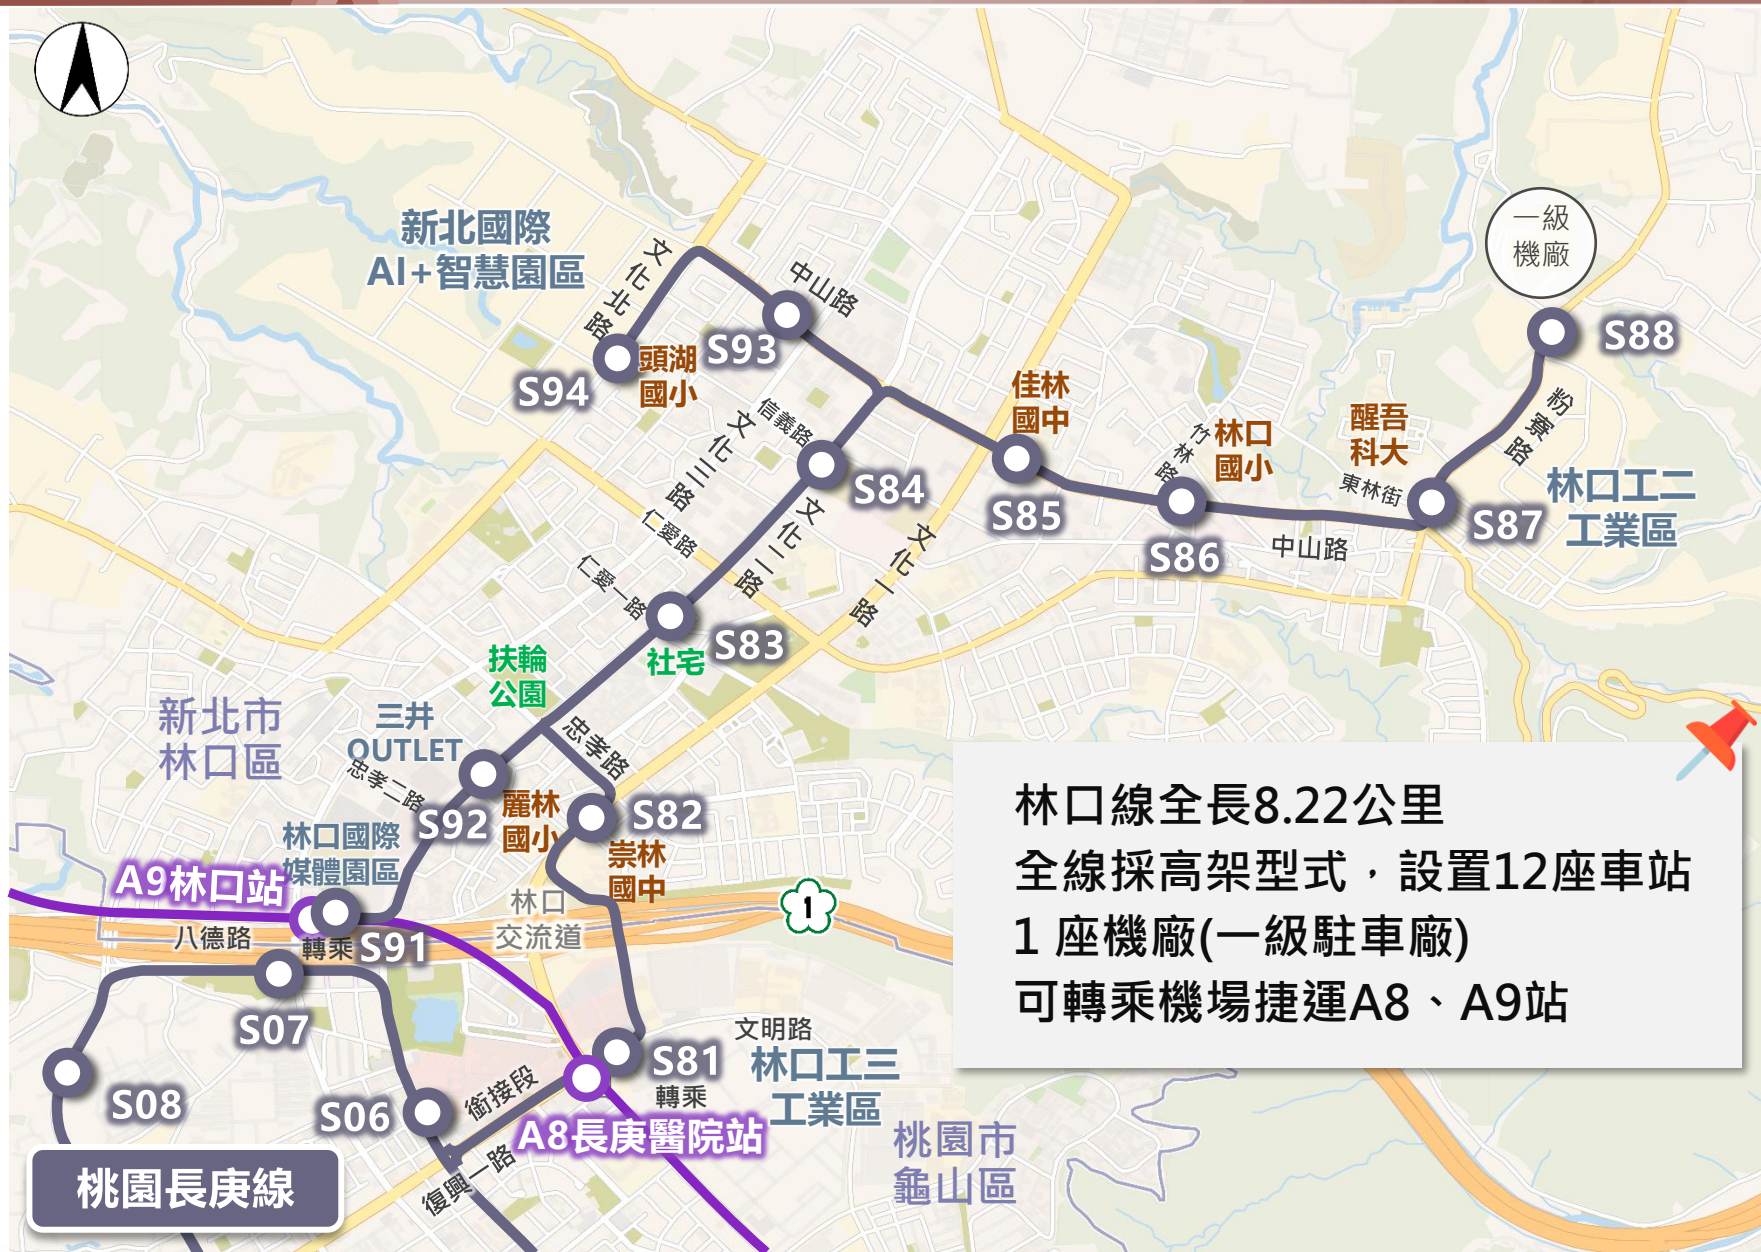 新北國際
AI+智慧園區
文化北路
中山路
一級
機廠
S93
S88
頭湖
國小
S94
信義路
文化三路
佳林
國中
竹林路
林口
國小
醒吾
科大
粉寮路
東林街
林口工二
工業區
S84
S85
S86
S87
中山路
仁愛路
文化二路
文化一路
仁愛一路
社宅
S83
扶輪
公園
新北市
林口區
三井
OUTLET
忠孝路
忠孝二路
S92
麗林
國小
S82
崇林
國中
林口國際
媒體園區
A9林口站
八德路
轉乘
S91
林口
交流道
1
林口線全長8.22公里
全線採高架型式，設置12座車站
1 座機廠(一級駐車廠)
可轉乘機場捷運A8、A9站
S07
S08
S06
銜接段
S81
轉乘
文明路
林口工三
工業區
A8長庚醫院站
復興一路
桃園市
龜山區
桃園長庚線